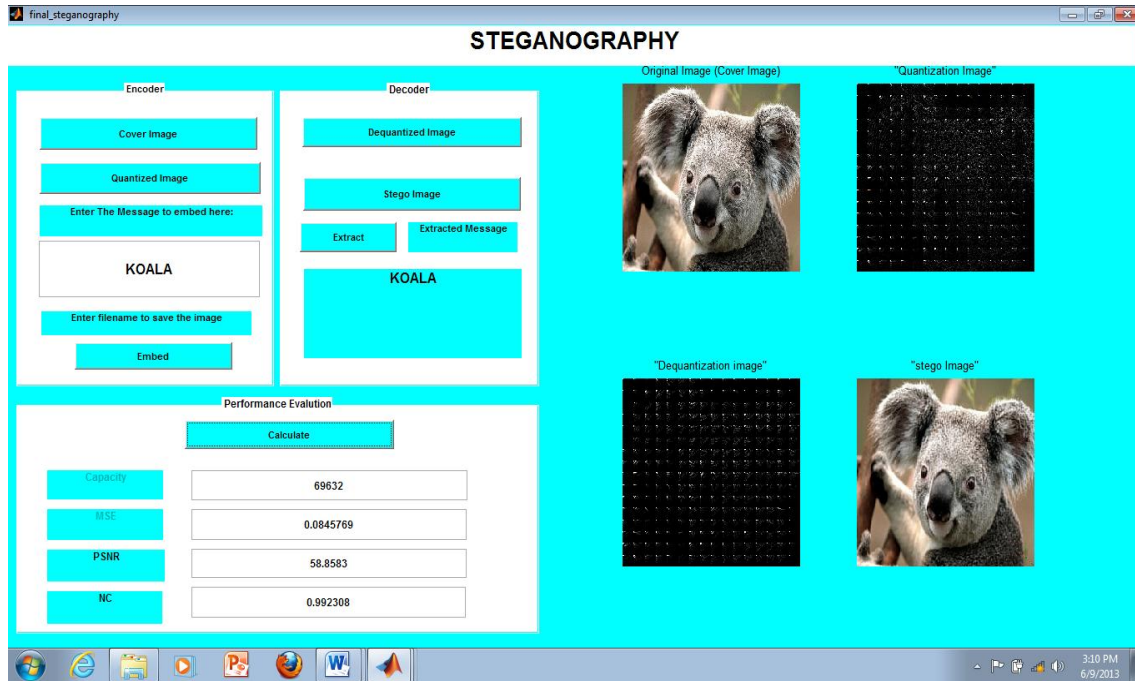 final_steganography
STEGANOGRAPHY
Encoder
Cover Image
Quantized Image
Enter The Message to embed here:
KOALA
Enter filename to save the image
Embed
Decoder
Dequantized Image
Stego Image
Extract
Extracted Message
KOALA
Performance Evalution
Calculate
Capacity
69632
MSE
0.0845769
PSNR
58.8583
NC
0.992308
Original Image (Cover Image)
"Quantization Image"
"Dequantization image"
"stego Image"
3:10 PM
6/9/2013